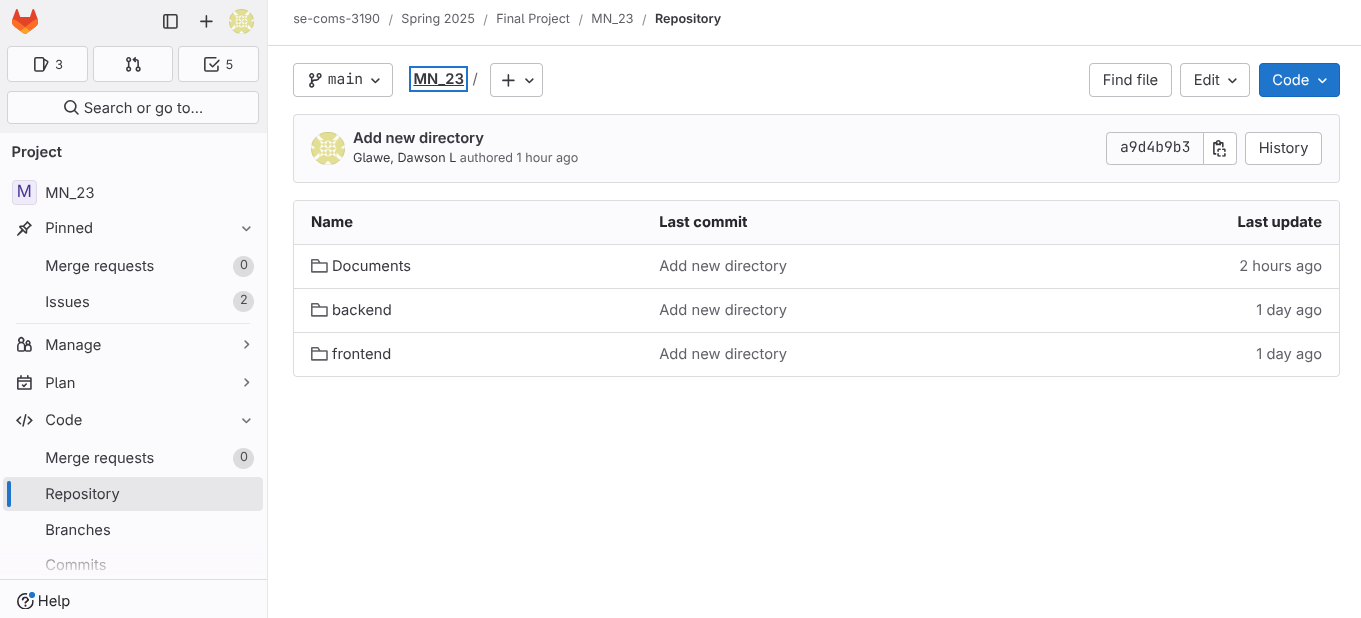 3
5
Search or go to...
Project
M MN_23
Pinned
Merge requests 0
Issues 2
Manage
Plan
Code
Merge requests 0
Repository
Branches
Commits
Help
se-coms-3190 / Spring 2025 / Final Project / MN_23 / Repository
main MN_23 / +
Find file Edit Code
Add new directory
Glawe, Dawson L authored 1 hour ago
a9d4b9b3 History
Name Last commit Last update
Documents Add new directory 2 hours ago
backend Add new directory 1 day ago
frontend Add new directory 1 day ago